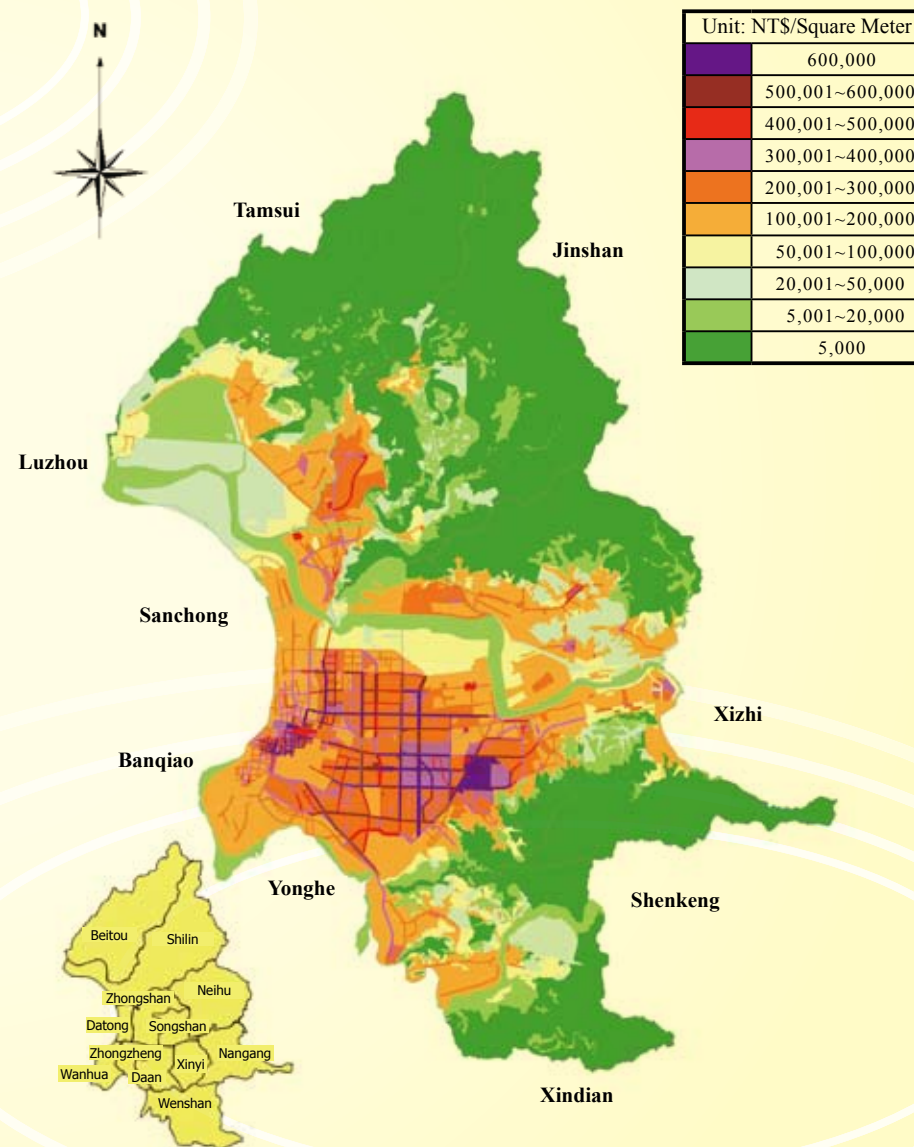 N
Unit: NT$/Square Meter
600,000
500,001~600,000
400,001~500,000
300,001~400,000
200,001~300,000
100,001~200,000
50,001~100,000
20,001~50,000
5,001~20,000
5,000
Tamsui
Jinshan
Luzhou
Sanchong
Xizhi
Banqiao
Yonghe
Shenkeng
Xindian
Beitou
Shilin
Neihu
Zhongshan
Datong
Songshan
Zhongzheng
Nangang
Wanhua
Daan
Xinyi
Wenshan